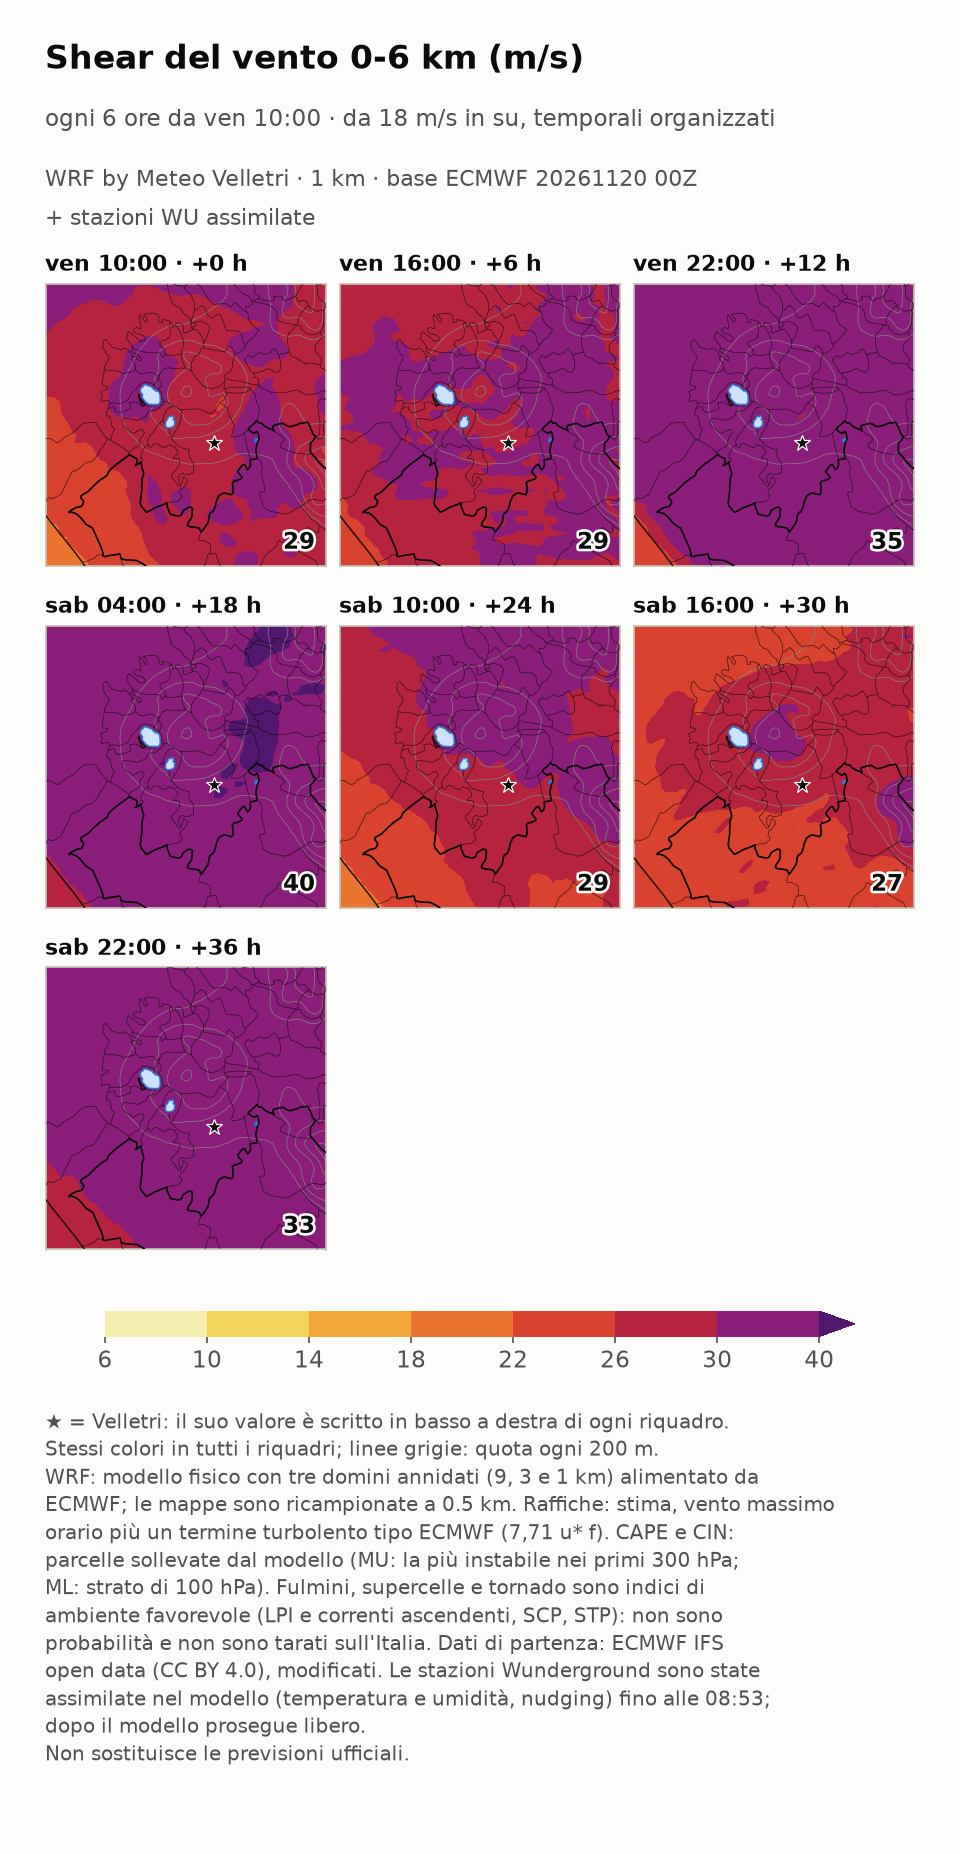 Shear del vento 0-6 km (m/s)
ogni 6 ore da ven 10:00 · da 18 m/s in su, temporali organizzati
WRF by Meteo Velletri · 1 km · base ECMWF 20261120 00Z
+ stazioni WU assimilate
ven 10:00 · +0 h
ven 16:00 · +6 h
ven 22:00 · +12 h
29
29
35
sab 04:00 · +18 h
sab 10:00 · +24 h
sab 16:00 · +30 h
40
29
27
sab 22:00 · +36 h
33
6 10 14 18 22 26 30 40
★ = Velletri: il suo valore è scritto in basso a destra di ogni riquadro.
Stessi colori in tutti i riquadri; linee grigie: quota ogni 200 m.
WRF: modello fisico con tre domini annidati (9, 3 e 1 km) alimentato da
ECMWF; le mappe sono ricampionate a 0.5 km. Raffiche: stima, vento massimo
orario più un termine turbolento tipo ECMWF (7,71 u* f). CAPE e CIN:
parcelle sollevate dal modello (MU: la più instabile nei primi 300 hPa;
ML: strato di 100 hPa). Fulmini, supercelle e tornado sono indici di
ambiente favorevole (LPI e correnti ascendenti, SCP, STP): non sono
probabilità e non sono tarati sull'Italia. Dati di partenza: ECMWF IFS
open data (CC BY 4.0), modificati. Le stazioni Wunderground sono state
assimilate nel modello (temperatura e umidità, nudging) fino alle 08:53;
dopo il modello prosegue libero.
Non sostituisce le previsioni ufficiali.